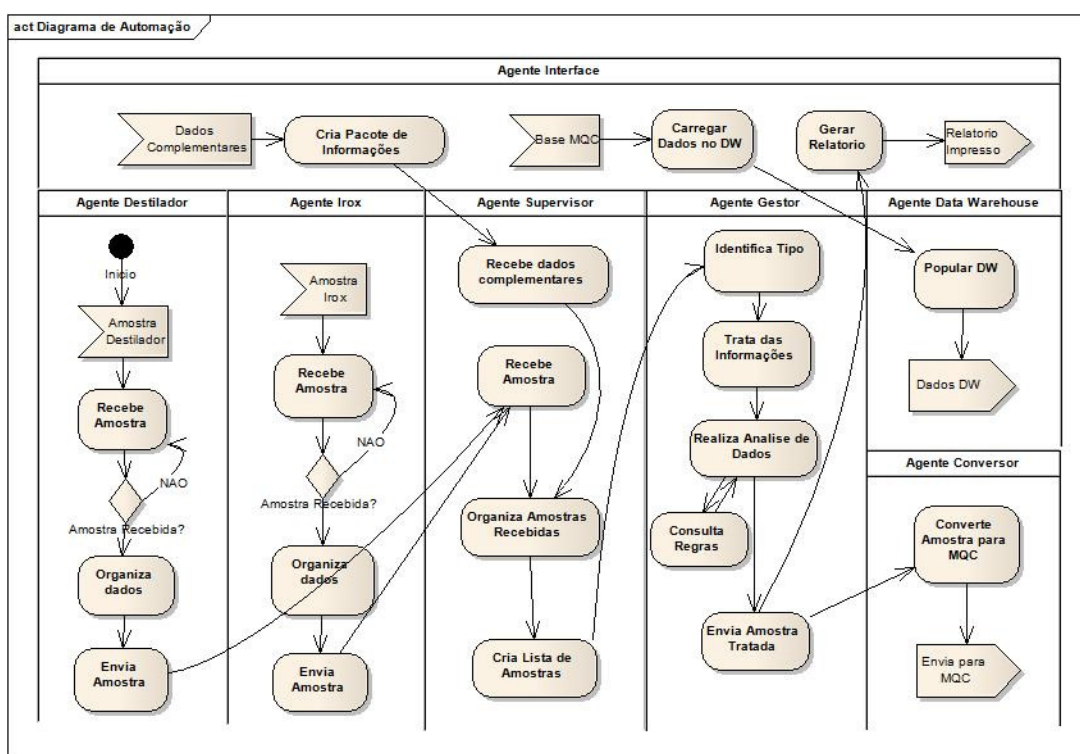 act Diagrama de Automação
Agente Interface
Dados
Complementares
Cria Pacote de
Informações
Base MQC
Carregar
Dados no DW
Gerar
Relatorio
Relatorio
Impresso
Agente Destilador
Inicio
Amostra
Destilador
Recebe
Amostra
NAO
Amostra Recebida?
Organiza
dados
Envia
Amostra
Agente Irox
Amostra
Irox
Recebe
Amostra
NAO
Amostra Recebida?
Organiza
dados
Envia
Amostra
Agente Supervisor
Recebe dados
complementares
Recebe
Amostra
Organiza Amostras
Recebidas
Cria Lista de
Amostras
Agente Gestor
Identifica Tipo
Trata das
Informações
Realiza Analise de
Dados
Consulta
Regras
Envia Amostra
Tratada
Agente Data Warehouse
Popular DW
Dados DW
Agente Conversor
Converte
Amostra para
MQC
Envia para
MQC